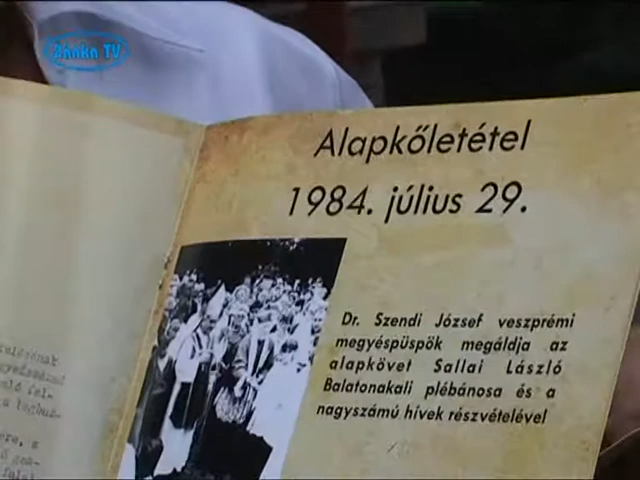 Zánka TV
Alapkőletétel
1984. július 29.
Dr. Szendi József veszprémi
megyéspüspök megáldja az
alapkövet Sallai László,
Balatonakali plébánosa és a
nagyszámú hívek részvételével